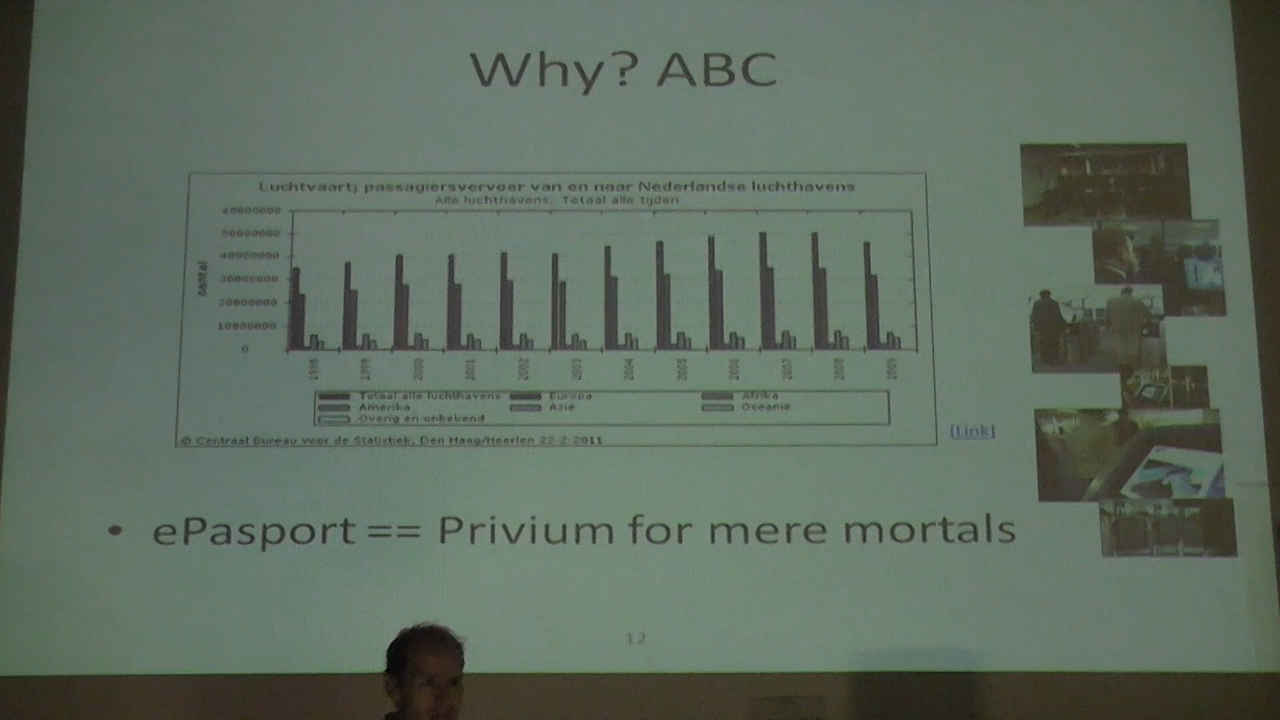 Why? ABC
Luchtvaart; passagiersvervoer van en naar Nederlandse luchthavens
Alle luchthavens; Totaal alle tijden
60000000
50000000
40000000
30000000
20000000
10000000
0
aantal
1998 1999 2000 2001 2002 2003 2004 2005 2006 2007 2008 2009
Totaal alle luchthavens Europa Afrika
Amerika Azië Oceanië
Overig en onbekend
© Centraal Bureau voor de Statistiek, Den Haag/Heerlen 22-2-2011
[Link]
• ePasport == Privium for mere mortals
12